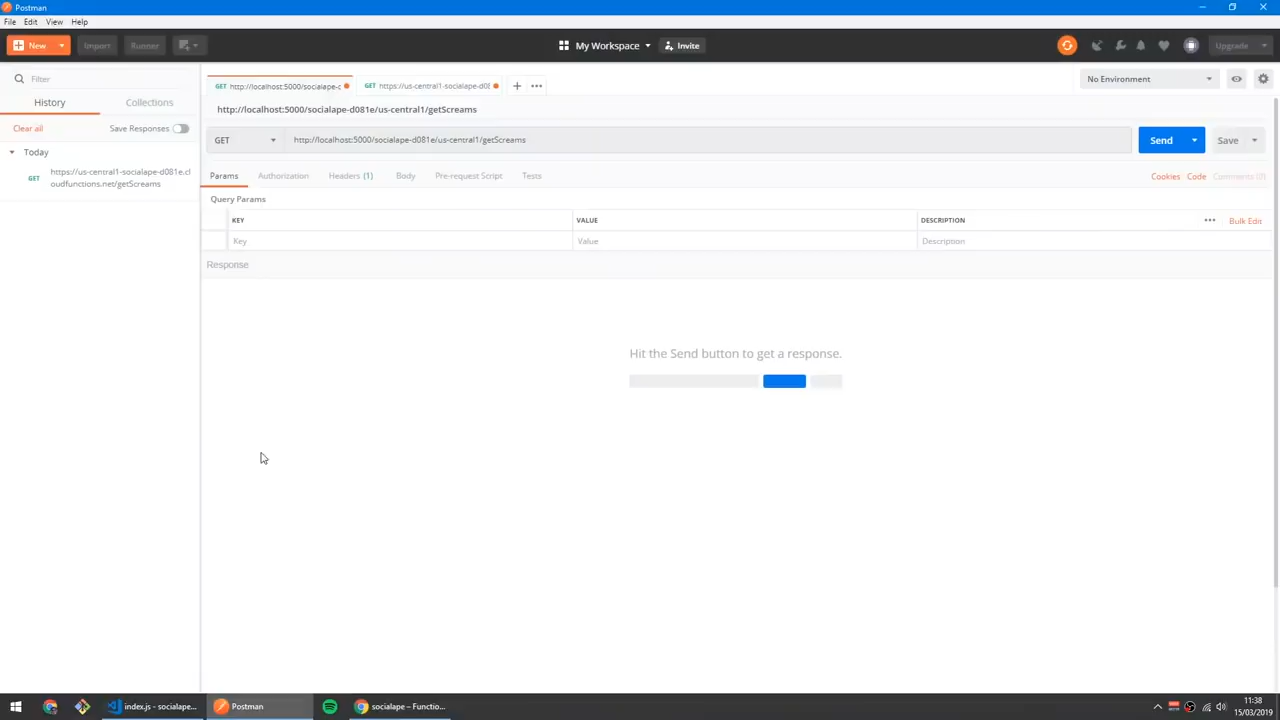 Postman
File Edit View Help
New Import Runner My Workspace Invite Upgrade
Filter
History Collections
Clear all Save Responses
Today
GET https://us-central1-socialape-d081e.cl
oudfunctions.net/getScreams
GET http://localhost:5000/socialape-c GET https://us-central1-socialape-d08 No Environment
http://localhost:5000/socialape-d081e/us-central1/getScreams
GET http://localhost:5000/socialape-d081e/us-central1/getScreams Send Save
Params Authorization Headers (1) Body Pre-request Script Tests Cookies Code Comments (0)
Query Params
KEY VALUE DESCRIPTION Bulk Edit
Key Value Description
Response
Hit the Send button to get a response.
index.js - socialape... Postman socialape – Functio...
11:38
15/03/2019